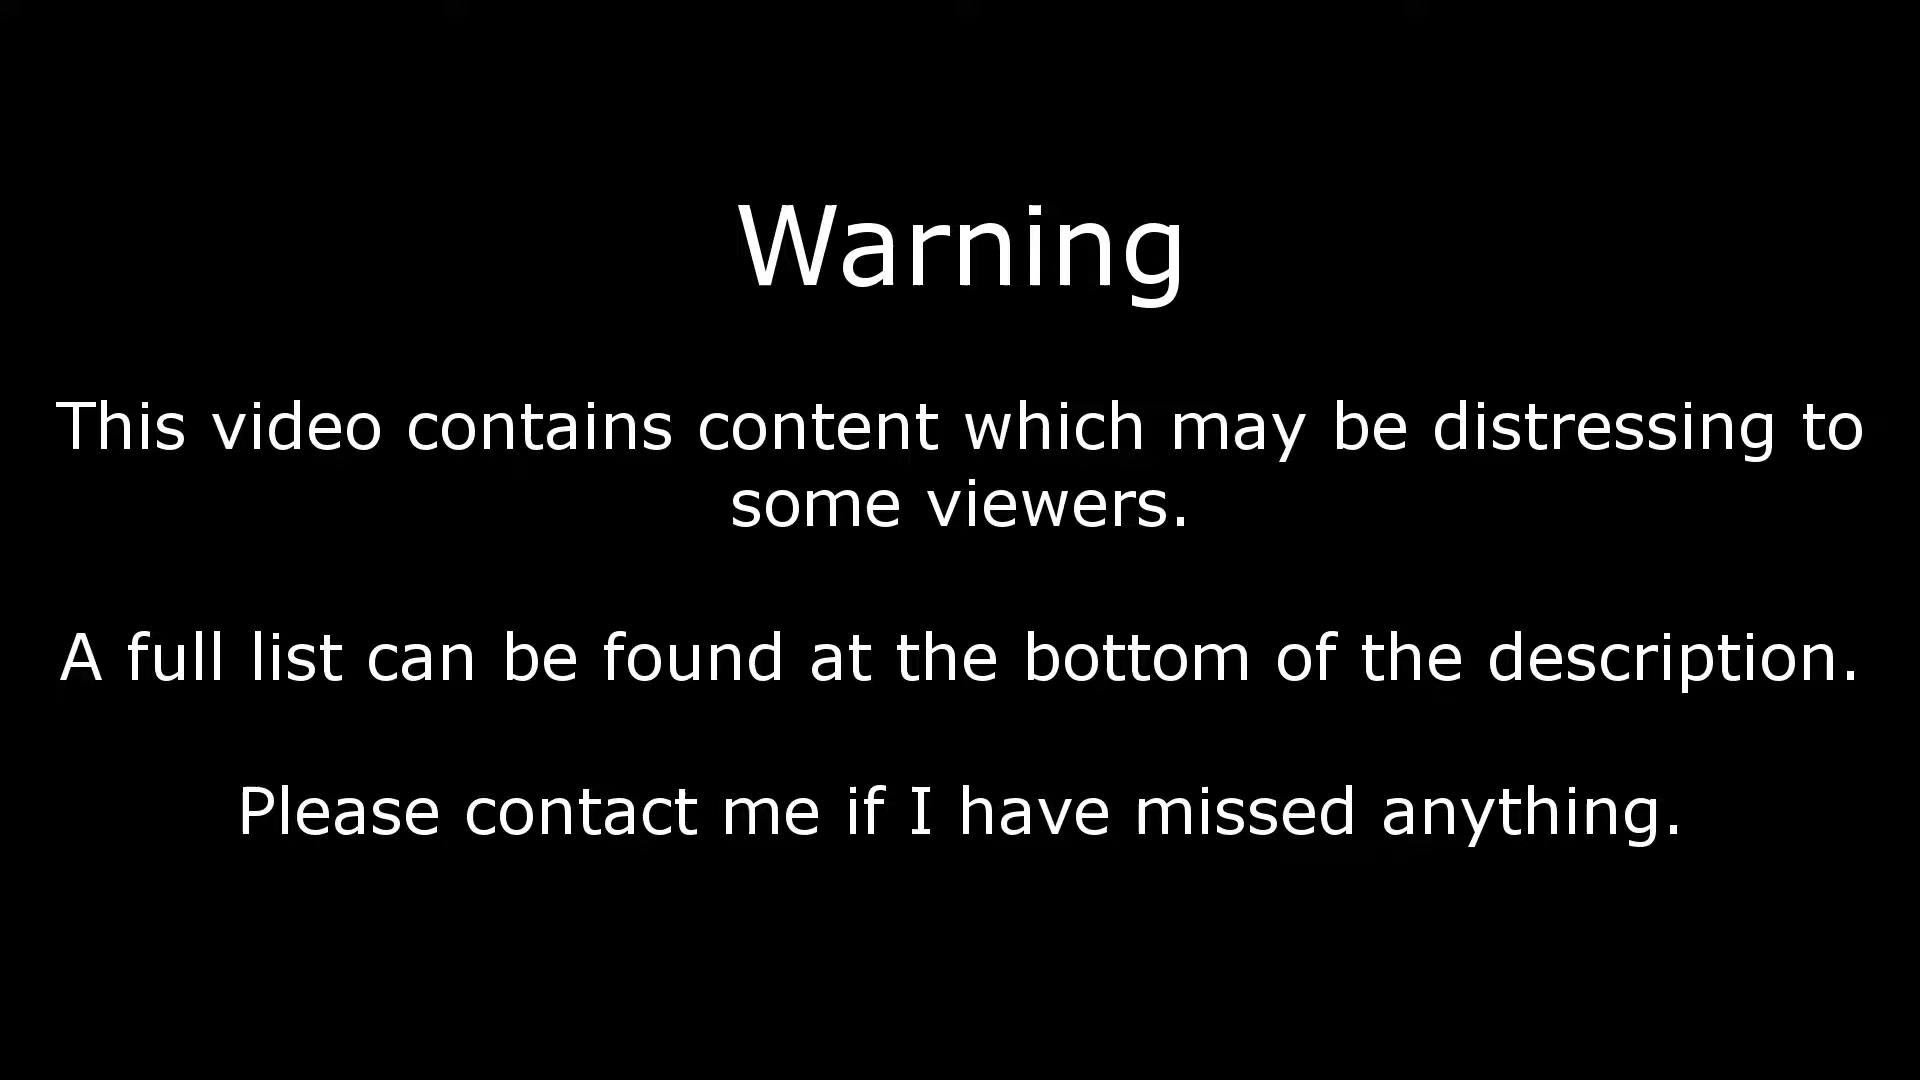 Warning
This video contains content which may be distressing to
some viewers.
A full list can be found at the bottom of the description.
Please contact me if I have missed anything.